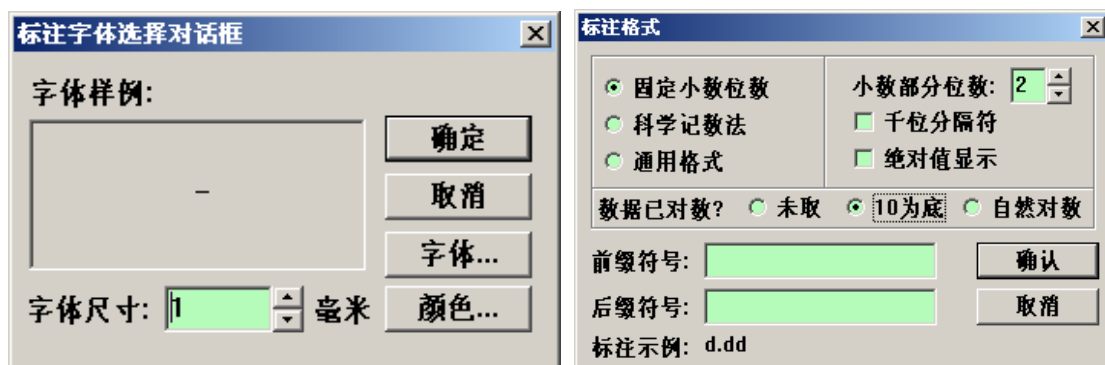 标注字体选择对话框
字体样例:
确定
取消
字体...
字体尺寸: 1 毫米
颜色...
标注格式
固定小数位数
小数部分位数: 2
科学记数法
千位分隔符
通用格式
绝对值显示
数据已对数? 未取 10为底 自然对数
前缀符号:
确认
后缀符号:
取消
标注示例: d.dd